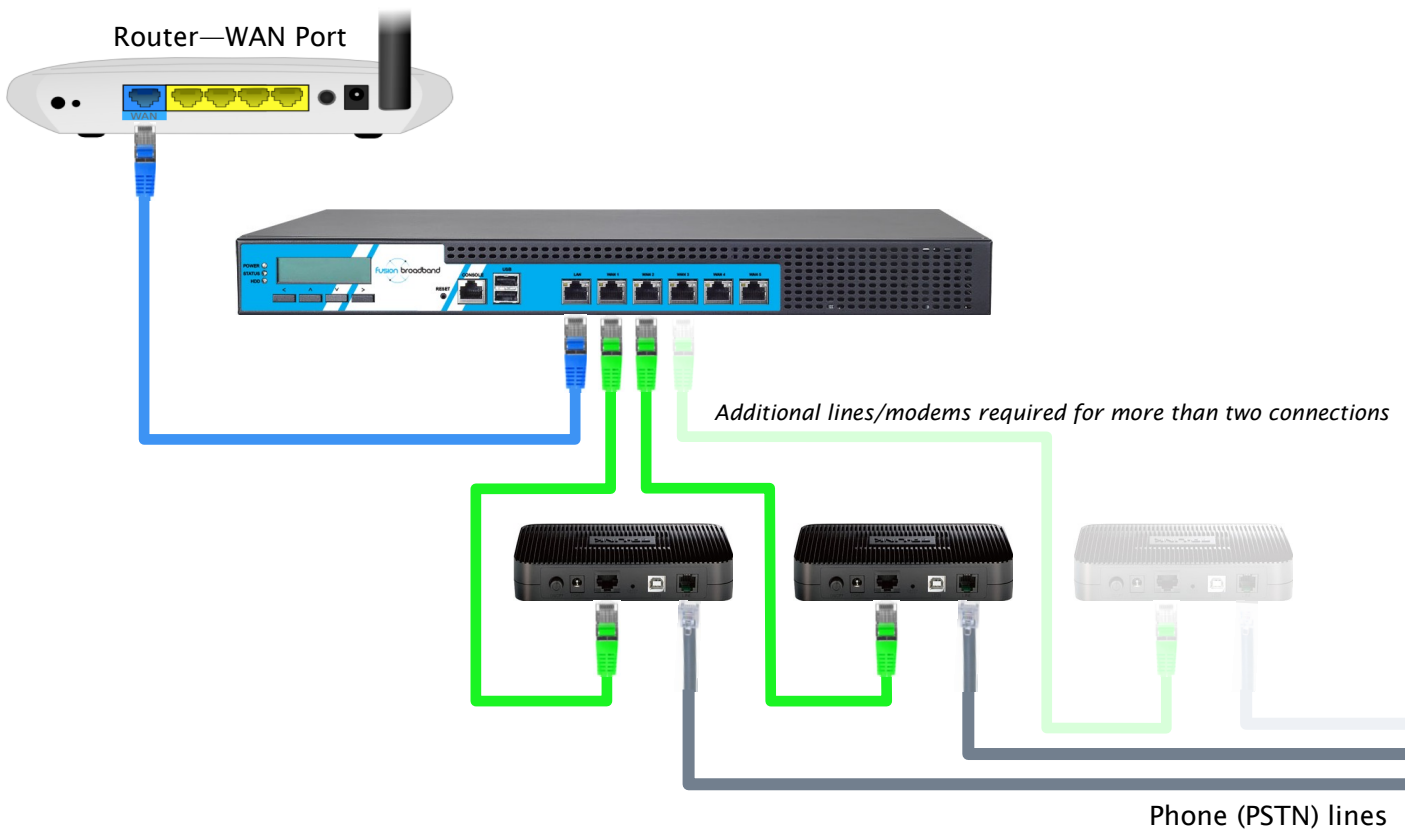 Router—WAN Port
WAN
POWER
STATUS
HDD
< ^ v >
fusion broadband
RESET
CONSOLE
USB
LAN
WAN 1
WAN 2
WAN 3
WAN 4
WAN 5
Additional lines/modems required for more than two connections
Phone (PSTN) lines